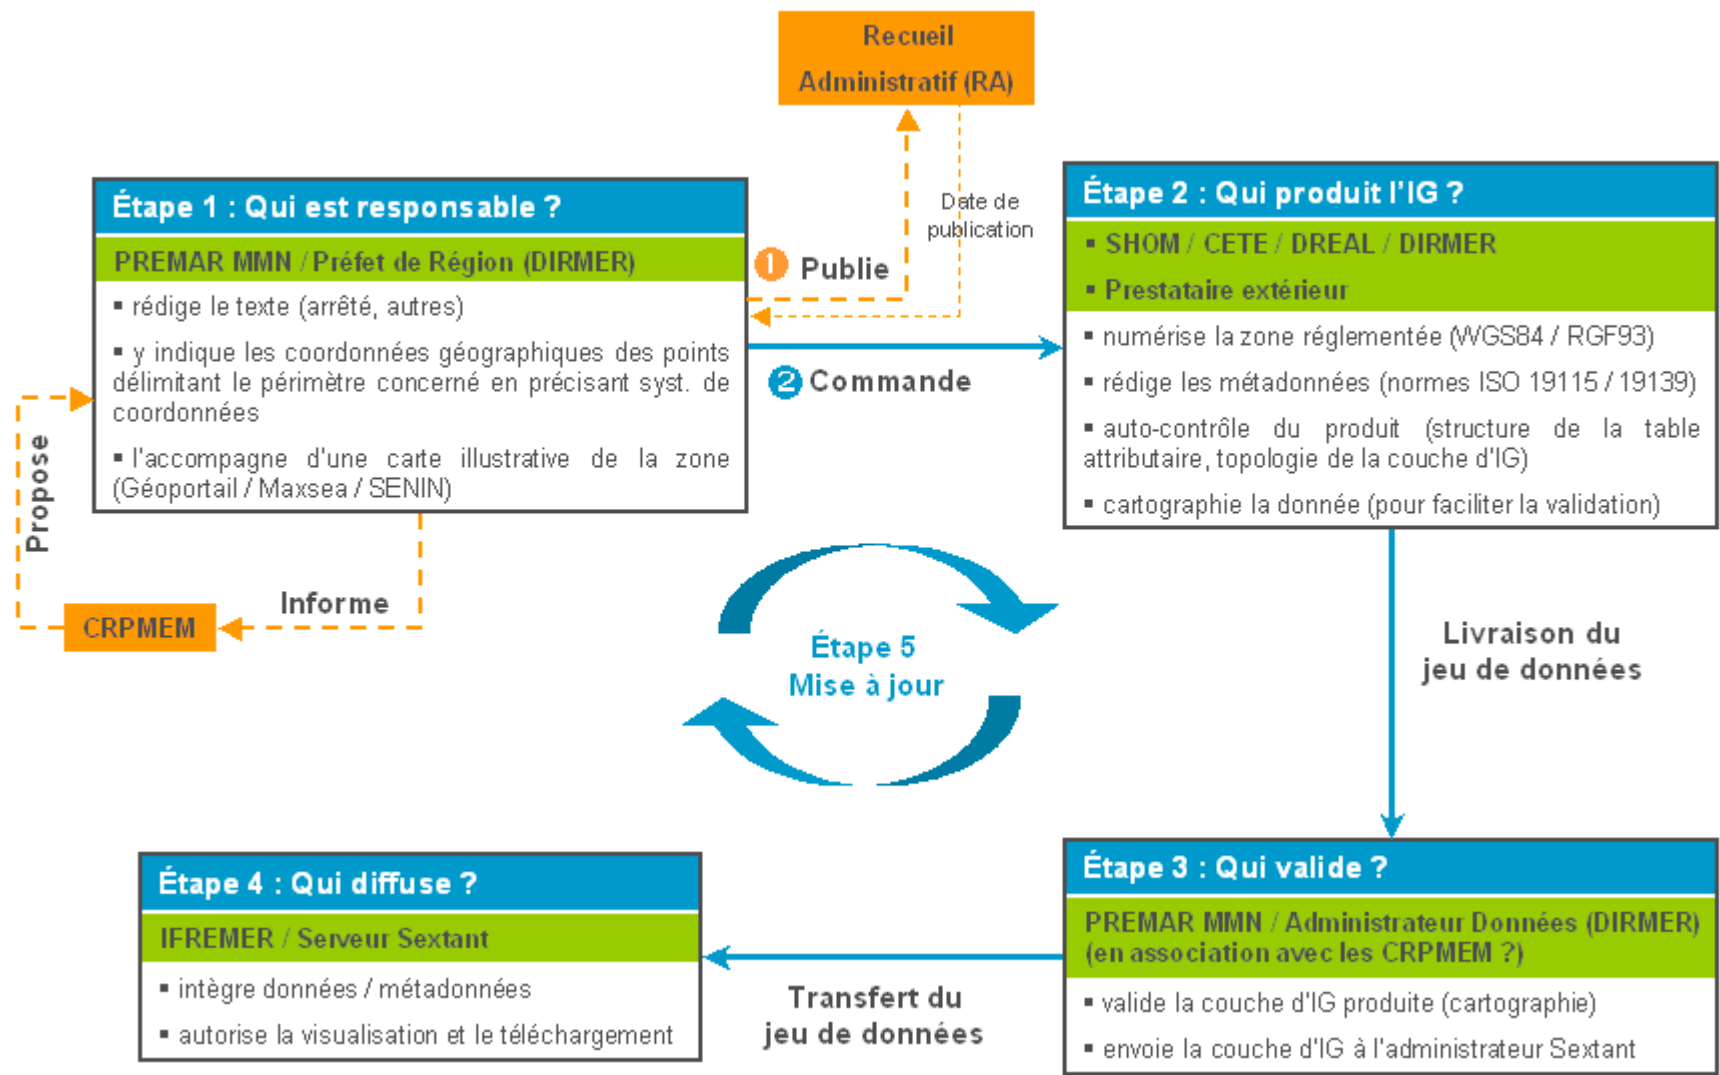 Recueil
Administratif (RA)
Date de
publication
Étape 1 : Qui est responsable ?
PREMAR MMN / Préfet de Région (DIRMER)
▪ rédige le texte (arrêté, autres)
▪ y indique les coordonnées géographiques des points
délimitant le périmètre concerné en précisant syst. de
coordonnées
▪ l'accompagne d'une carte illustrative de la zone
(Géoportail / Maxsea / SENIN)
1 Publie
2 Commande
Étape 2 : Qui produit l'IG ?
▪ SHOM / CETE / DREAL / DIRMER
▪ Prestataire extérieur
▪ numérise la zone réglementée (WGS84 / RGF93)
▪ rédige les métadonnées (normes ISO 19115 / 19139)
▪ auto-contrôle du produit (structure de la table
attributaire, topologie de la couche d'IG)
▪ cartographie la donnée (pour faciliter la validation)
Propose
Informe
CRPMEM
Étape 5
Mise à jour
Livraison du
jeu de données
Étape 3 : Qui valide ?
PREMAR MMN / Administrateur Données (DIRMER)
(en association avec les CRPMEM ?)
▪ valide la couche d'IG produite (cartographie)
▪ envoie la couche d'IG à l'administrateur Sextant
Transfert du
jeu de données
Étape 4 : Qui diffuse ?
IFREMER / Serveur Sextant
▪ intègre données / métadonnées
▪ autorise la visualisation et le téléchargement